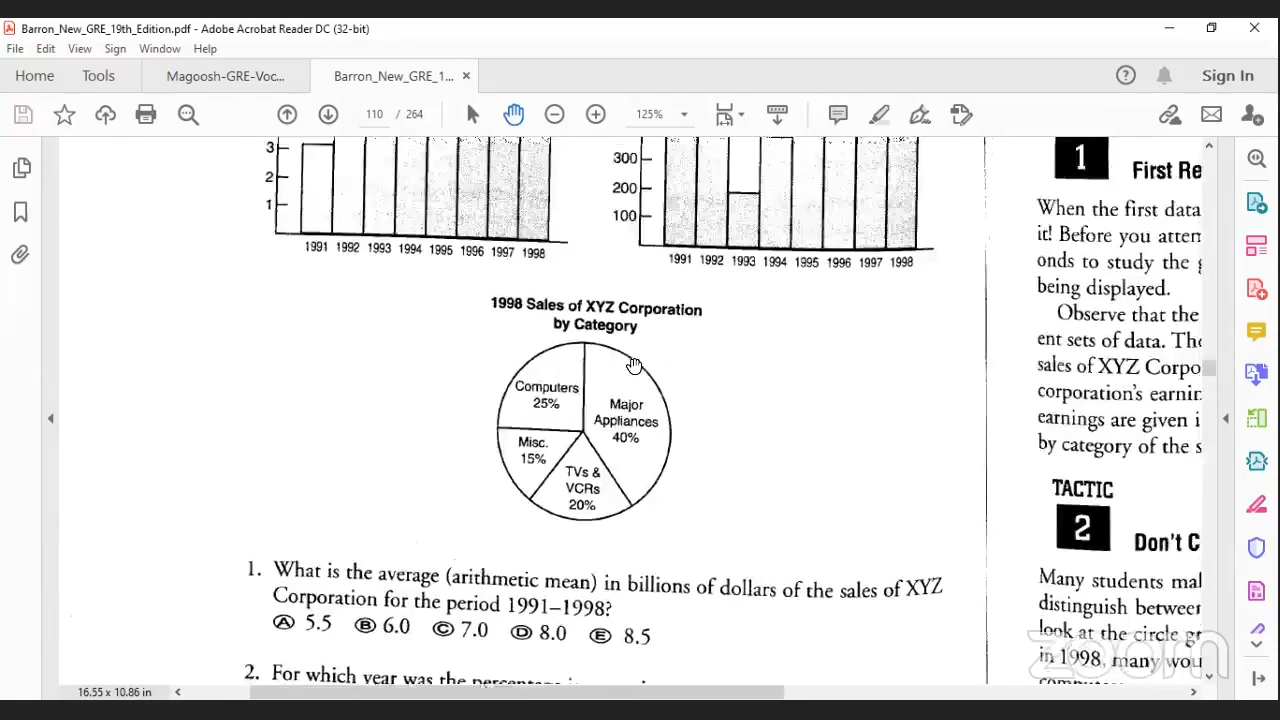 Barron_New_GRE_19th_Edition.pdf - Adobe Acrobat Reader DC (32-bit)
File Edit View Sign Window Help
Home Tools Magoosh-GRE-Voc... Barron_New_GRE_1... × Sign In
110 / 264 125%
3
2
1
1991 1992 1993 1994 1995 1996 1997 1998
300
200
100
1991 1992 1993 1994 1995 1996 1997 1998
1998 Sales of XYZ Corporation
by Category
Computers
25%
Major
Appliances
40%
Misc.
15%
TVs &
VCRs
20%
1. What is the average (arithmetic mean) in billions of dollars of the sales of XYZ
Corporation for the period 1991–1998?
A 5.5 B 6.0 C 7.0 D 8.0 E 8.5
2. For which year was the
1 First Re
When the first data
it! Before you attem
onds to study the g
being displayed.
Observe that the
ent sets of data. The
sales of XYZ Corpo
corporation's earnin
earnings are given i
by category of the s
TACTIC
2 Don't C
Many students mal
distinguish between
look at the circle gr
in 1998, many wou
zoom
16.55 x 10.86 in